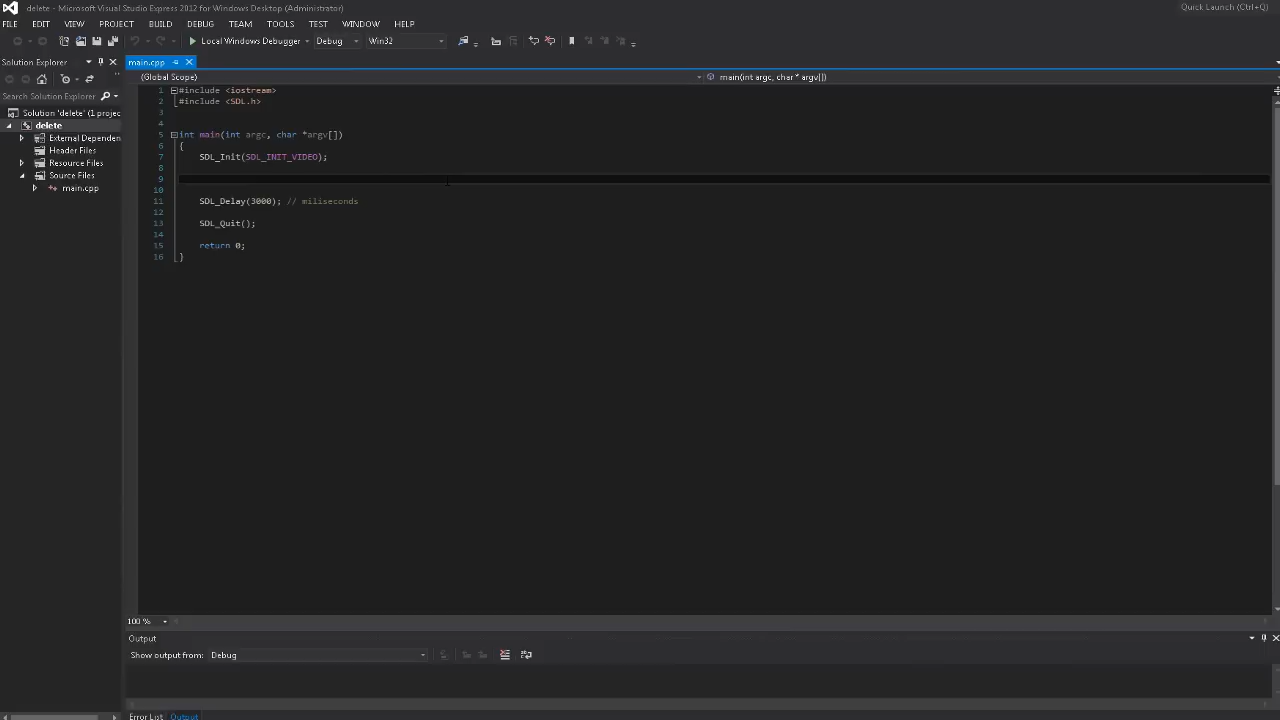 delete - Microsoft Visual Studio Express 2012 for Windows Desktop (Administrator)
Quick Launch (Ctrl+Q)
FILE EDIT VIEW PROJECT BUILD DEBUG TEAM TOOLS TEST WINDOW HELP
Local Windows Debugger Debug Win32
Solution Explorer
main.cpp
(Global Scope)
main(int argc, char * argv[])
Search Solution Explorer
Solution 'delete' (1 projec
delete
External Dependen
Header Files
Resource Files
Source Files
main.cpp
1 #include <iostream>
2 #include <SDL.h>
3
4
5 int main(int argc, char *argv[])
6 {
7 SDL_Init(SDL_INIT_VIDEO);
8
9
10
11 SDL_Delay(3000); // miliseconds
12
13 SDL_Quit();
14
15 return 0;
16 }
100 %
Output
Show output from: Debug
Error List Output